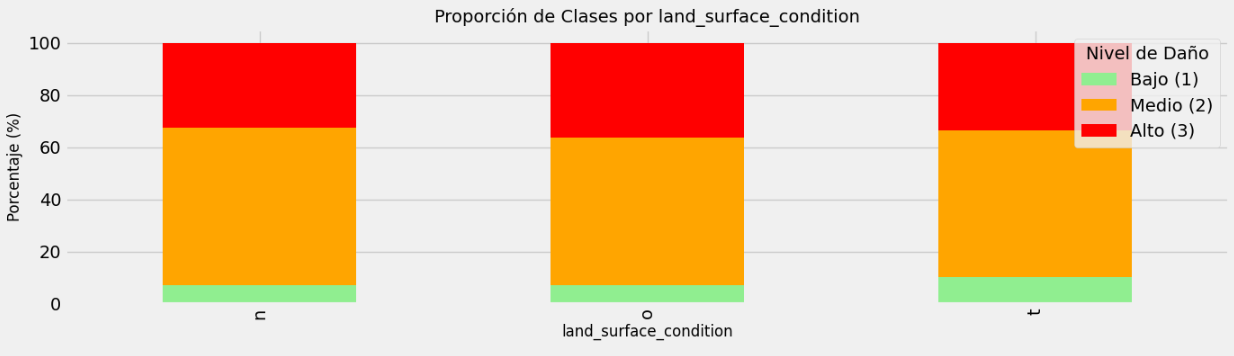 Proporción de Clases por land_surface_condition
Porcentaje (%)
100
80
60
40
20
0
Nivel de Daño
Bajo (1)
Medio (2)
Alto (3)
n
o
t
land_surface_condition